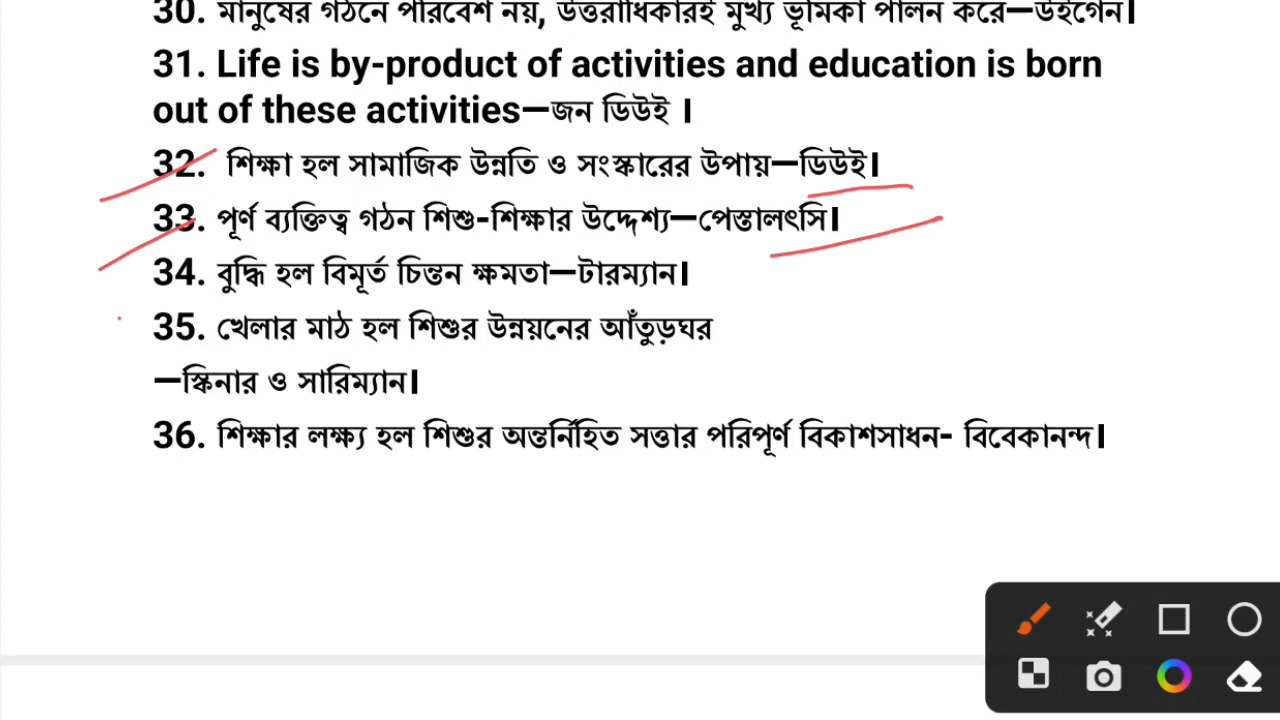 30. মানুষের গঠনে পরিবেশ নয়, উত্তরাধিকারই মুখ্য ভূমিকা পালন করে—উইগেন।
31. Life is by-product of activities and education is born
out of these activities—জন ডিউই ।
32. শিক্ষা হল সামাজিক উন্নতি ও সংস্কারের উপায়—ডিউই।
33. পূর্ণ ব্যক্তিত্ব গঠন শিশু-শিক্ষার উদ্দেশ্য—পেস্তালৎসি।
34. বুদ্ধি হল বিমূর্ত চিন্তন ক্ষমতা—টারম্যান।
35. খেলার মাঠ হল শিশুর উন্নয়নের আঁতুড়ঘর
—স্কিনার ও সারিম্যান।
36. শিক্ষার লক্ষ্য হল শিশুর অন্তর্নিহিত সত্তার পরিপূর্ণ বিকাশসাধন- বিবেকানন্দ।